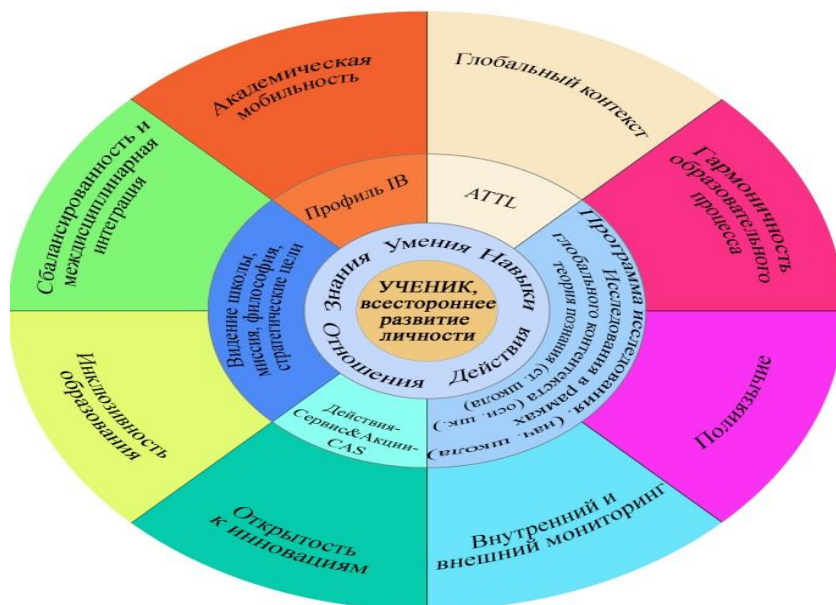 Академическая
мобильность
Глобальный контекст
Гармоничность
образовательного
процесса
Полиязычие
Внутренний и
внешний мониторинг
Открытость
к инновациям
Инклюзивность
образования
Сбалансированность и
междисциплинарная
интеграция
Профиль IB
ATTL
Программа исследования. (нач. школа)
Исследования в рамках
глобального контентекста (осн. шк.)
теория познания (ст. школа)
Действия-
Сервис&Акции-
CAS
Видение школы,
миссия, философия,
стратегические цели
Знания Умения Навыки
Отношения Действия
УЧЕНИК,
всестороннее
развитие
личности